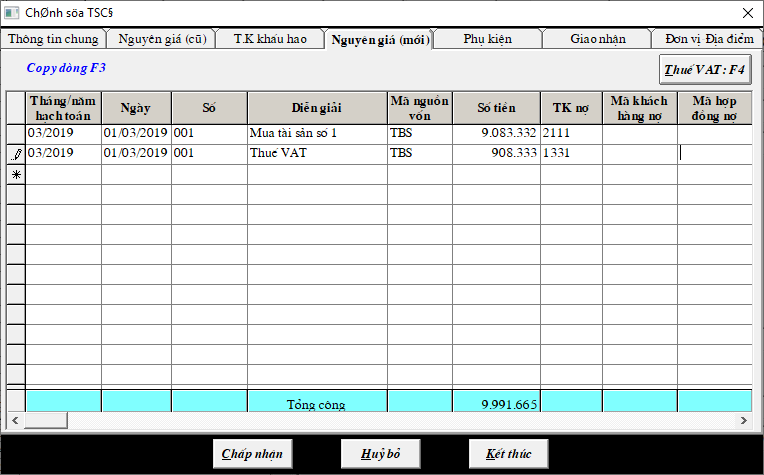 ChØnh söa TSC§
Thông tin chung Nguyên giá (cũ) T.K khấu hao Nguyên giá (mới) Phụ kiện Giao nhận Đơn vị-Địa điểm
Copy dòng F3
Thuế VAT : F4
Tháng/năm hạch toán Ngày Số Diễn giải Mã nguồn vốn Số tiền TK nợ Mã khách hàng nợ Mã hợp đồng nợ
03/2019 01/03/2019 001 Mua tài sản số 1 TBS 9.083.332 2111
03/2019 01/03/2019 001 Thuế VAT TBS 908.333 1331
Tổng cộng 9.991.665
Chấp nhận Huỷ bỏ Kết thúc